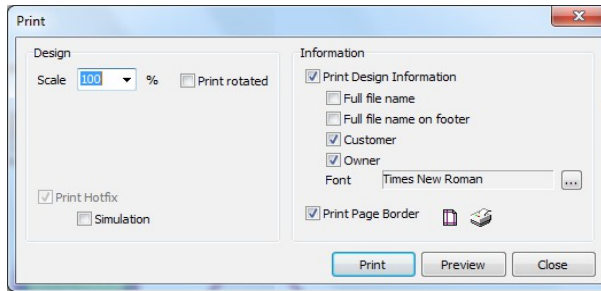 Print
Design
Scale 100 % Print rotated
Print Hotfix
Simulation
Information
Print Design Information
Full file name
Full file name on footer
Customer
Owner
Font Times New Roman ...
Print Page Border
Print Preview Close